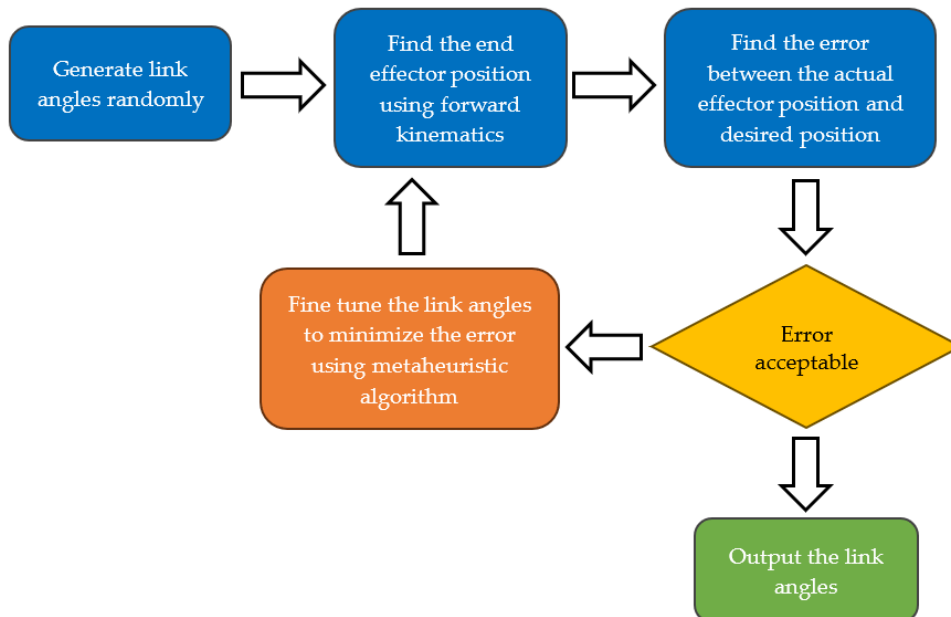 Generate link
angles randomly
Find the end
effector position
using forward
kinematics
Find the error
between the actual
effector position and
desired position
Error
acceptable
Fine tune the link angles
to minimize the error
using metaheuristic
algorithm
Output the link
angles